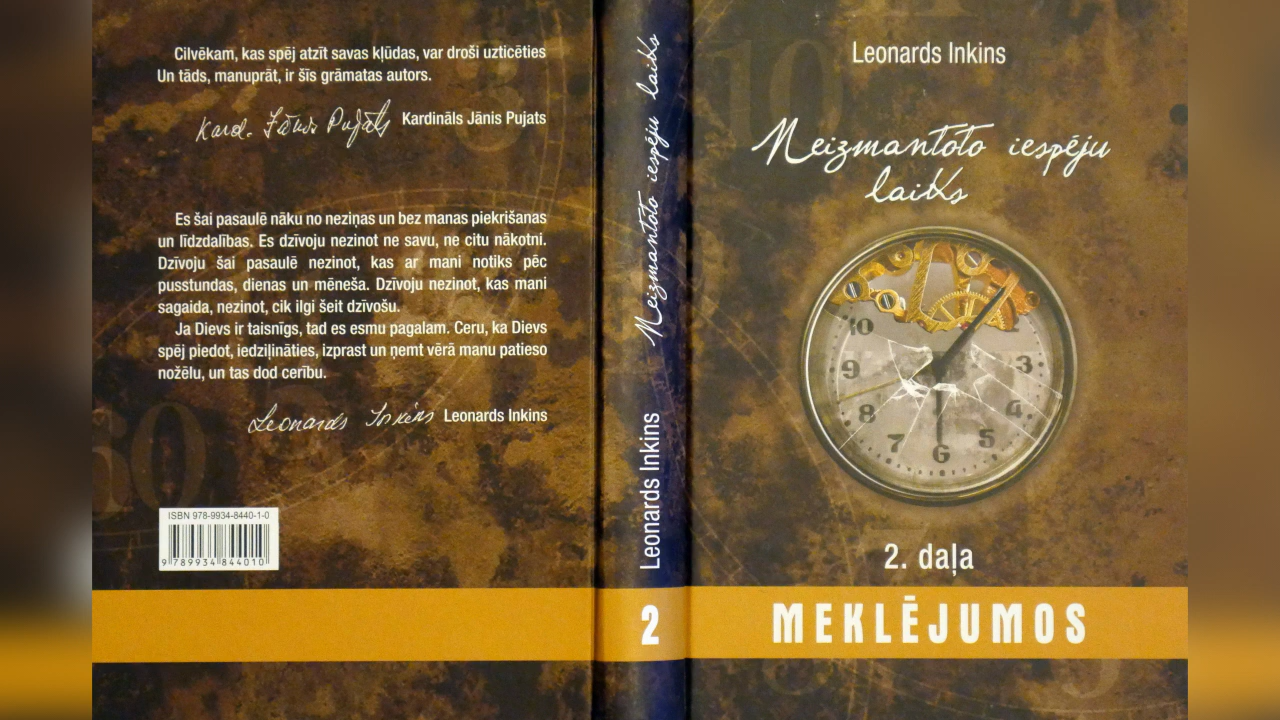 Cilvēkam, kas spēj atzīt savas kļūdas, var droši uzticēties
Un tāds, manuprāt, ir šīs grāmatas autors.
Kard. Jānis Pujats Kardināls Jānis Pujats
Es šai pasaulē nāku no neziņas un bez manas piekrišanas
un līdzdalības. Es dzīvoju nezinot ne savu, ne citu nākotni.
Dzīvoju šai pasaulē nezinot, kas ar mani notiks pēc
pusstundas, dienas un mēneša. Dzīvoju nezinot, kas mani
sagaida, nezinot, cik ilgi šeit dzīvošu.
Ja Dievs ir taisnīgs, tad es esmu pagalam. Ceru, ka Dievs
spēj piedot, iedziļināties, izprast un ņemt vērā manu patieso
nožēlu, un tas dod cerību.
Leonards Inkins Leonards Inkins
ISBN 978-9934-8440-1-0
9 789934 844010
Neizmantoto iespēju laiks
Leonards Inkins
2
Leonards Inkins
Neizmantoto iespēju
laiks
10
9
8
7
6
5
4
3
2. daļa
MEKLĒJUMOS